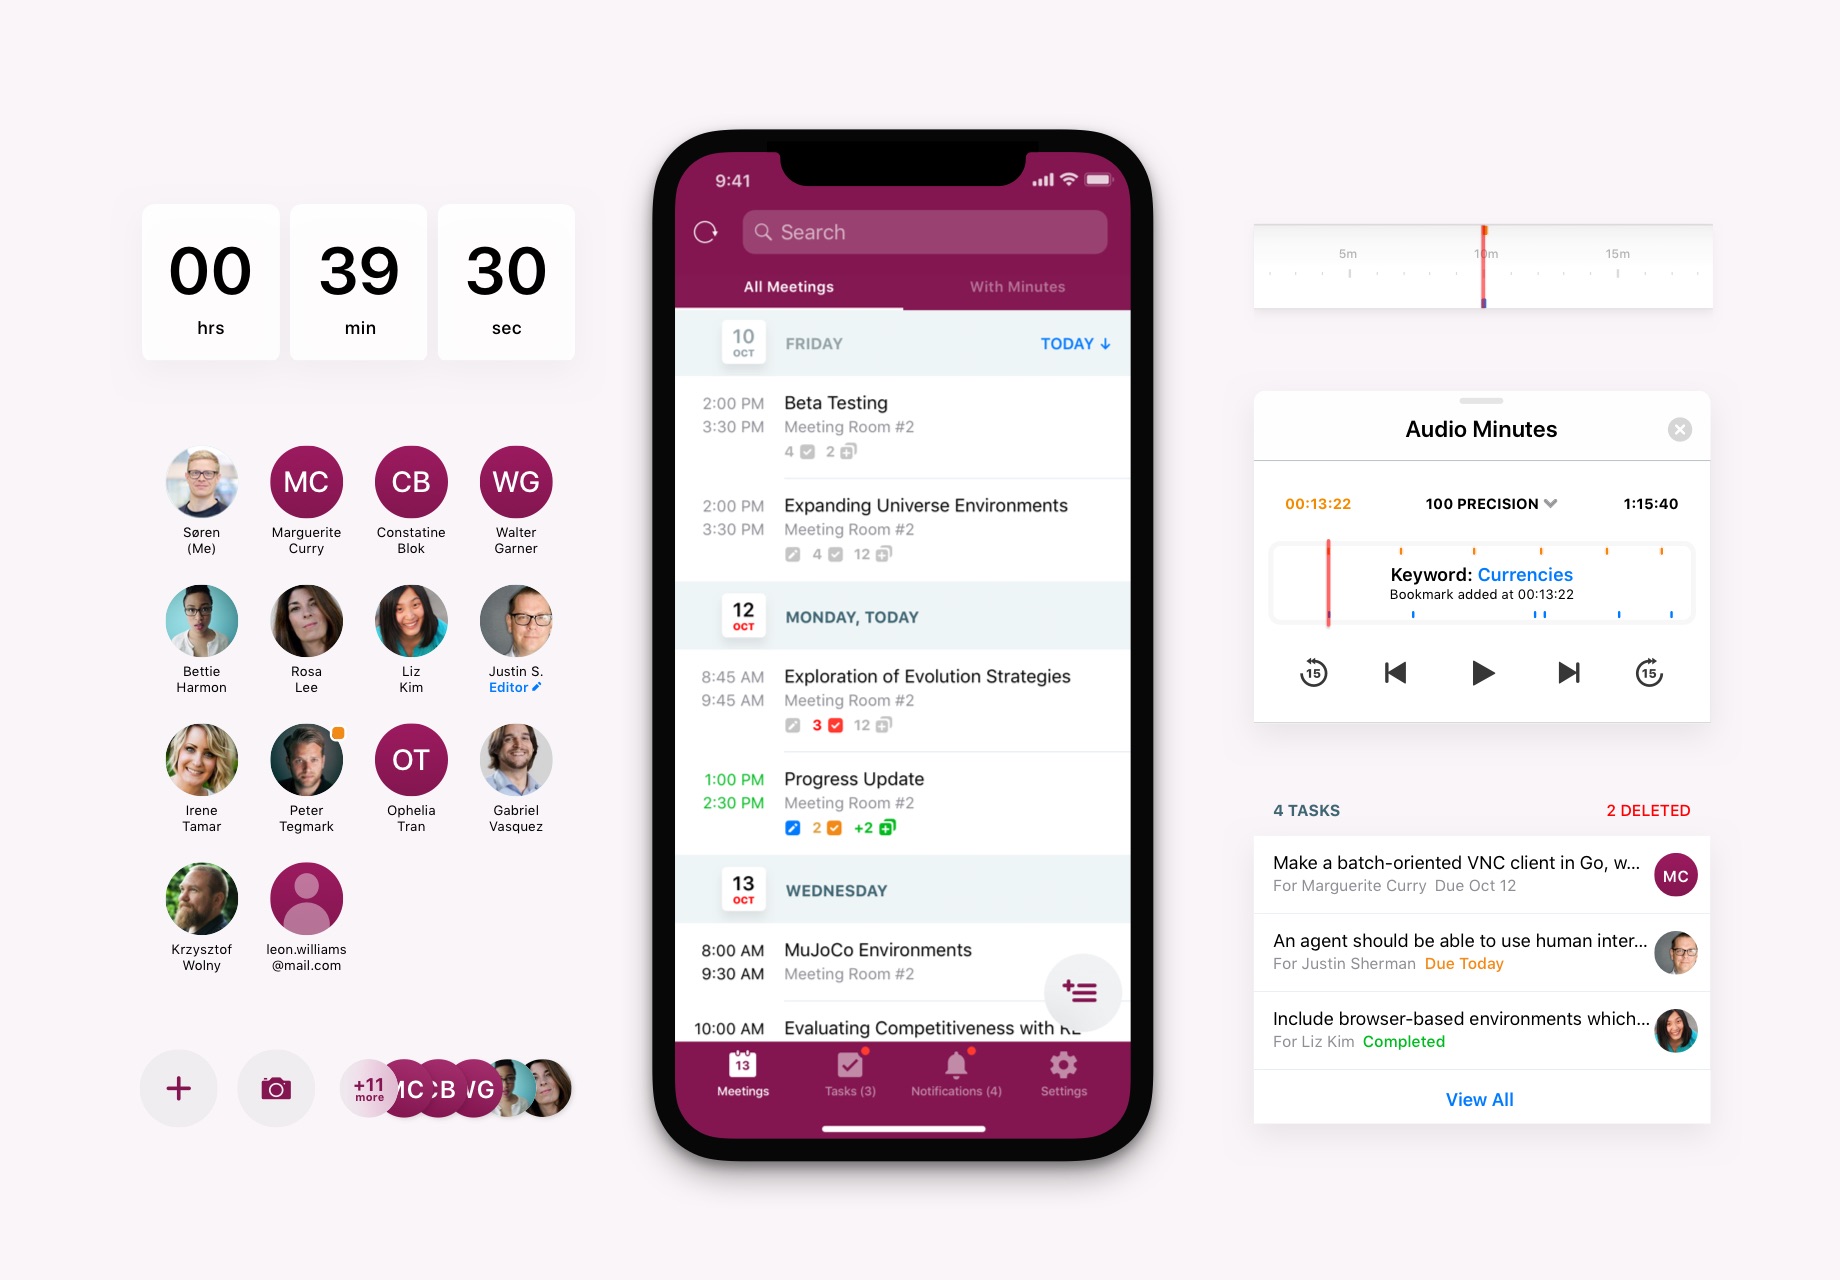 00
hrs
39
min
30
sec
Søren
(Me)
MC
Marguerite
Curry
CB
Constatine
Blok
WG
Walter
Garner
Bettie
Harmon
Rosa
Lee
Liz
Kim
Justin S.
Editor
Irene
Tamar
Peter
Tegmark
OT
Ophelia
Tran
Gabriel
Vasquez
Krzysztof
Wolny
leon.williams
@mail.com
+11
more
MC
CB
WG
9:41
Search
All Meetings
With Minutes
10
OCT
FRIDAY
TODAY ↓
2:00 PM
3:30 PM
Beta Testing
Meeting Room #2
4 2
2:00 PM
3:30 PM
Expanding Universe Environments
Meeting Room #2
4 12
12
OCT
MONDAY, TODAY
8:45 AM
9:45 AM
Exploration of Evolution Strategies
Meeting Room #2
3 12
1:00 PM
2:30 PM
Progress Update
Meeting Room #2
2 +2
13
OCT
WEDNESDAY
8:00 AM
9:30 AM
MuJoCo Environments
Meeting Room #2
10:00 AM
Evaluating Competitiveness with RL
13
Meetings
Tasks (3)
Notifications (4)
Settings
5m
10m
15m
Audio Minutes
00:13:22
100 PRECISION
1:15:40
Keyword: Currencies
Bookmark added at 00:13:22
15
15
4 TASKS
2 DELETED
Make a batch-oriented VNC client in Go, w...
For Marguerite Curry Due Oct 12
MC
An agent should be able to use human inter...
For Justin Sherman Due Today
Include browser-based environments which...
For Liz Kim Completed
View All